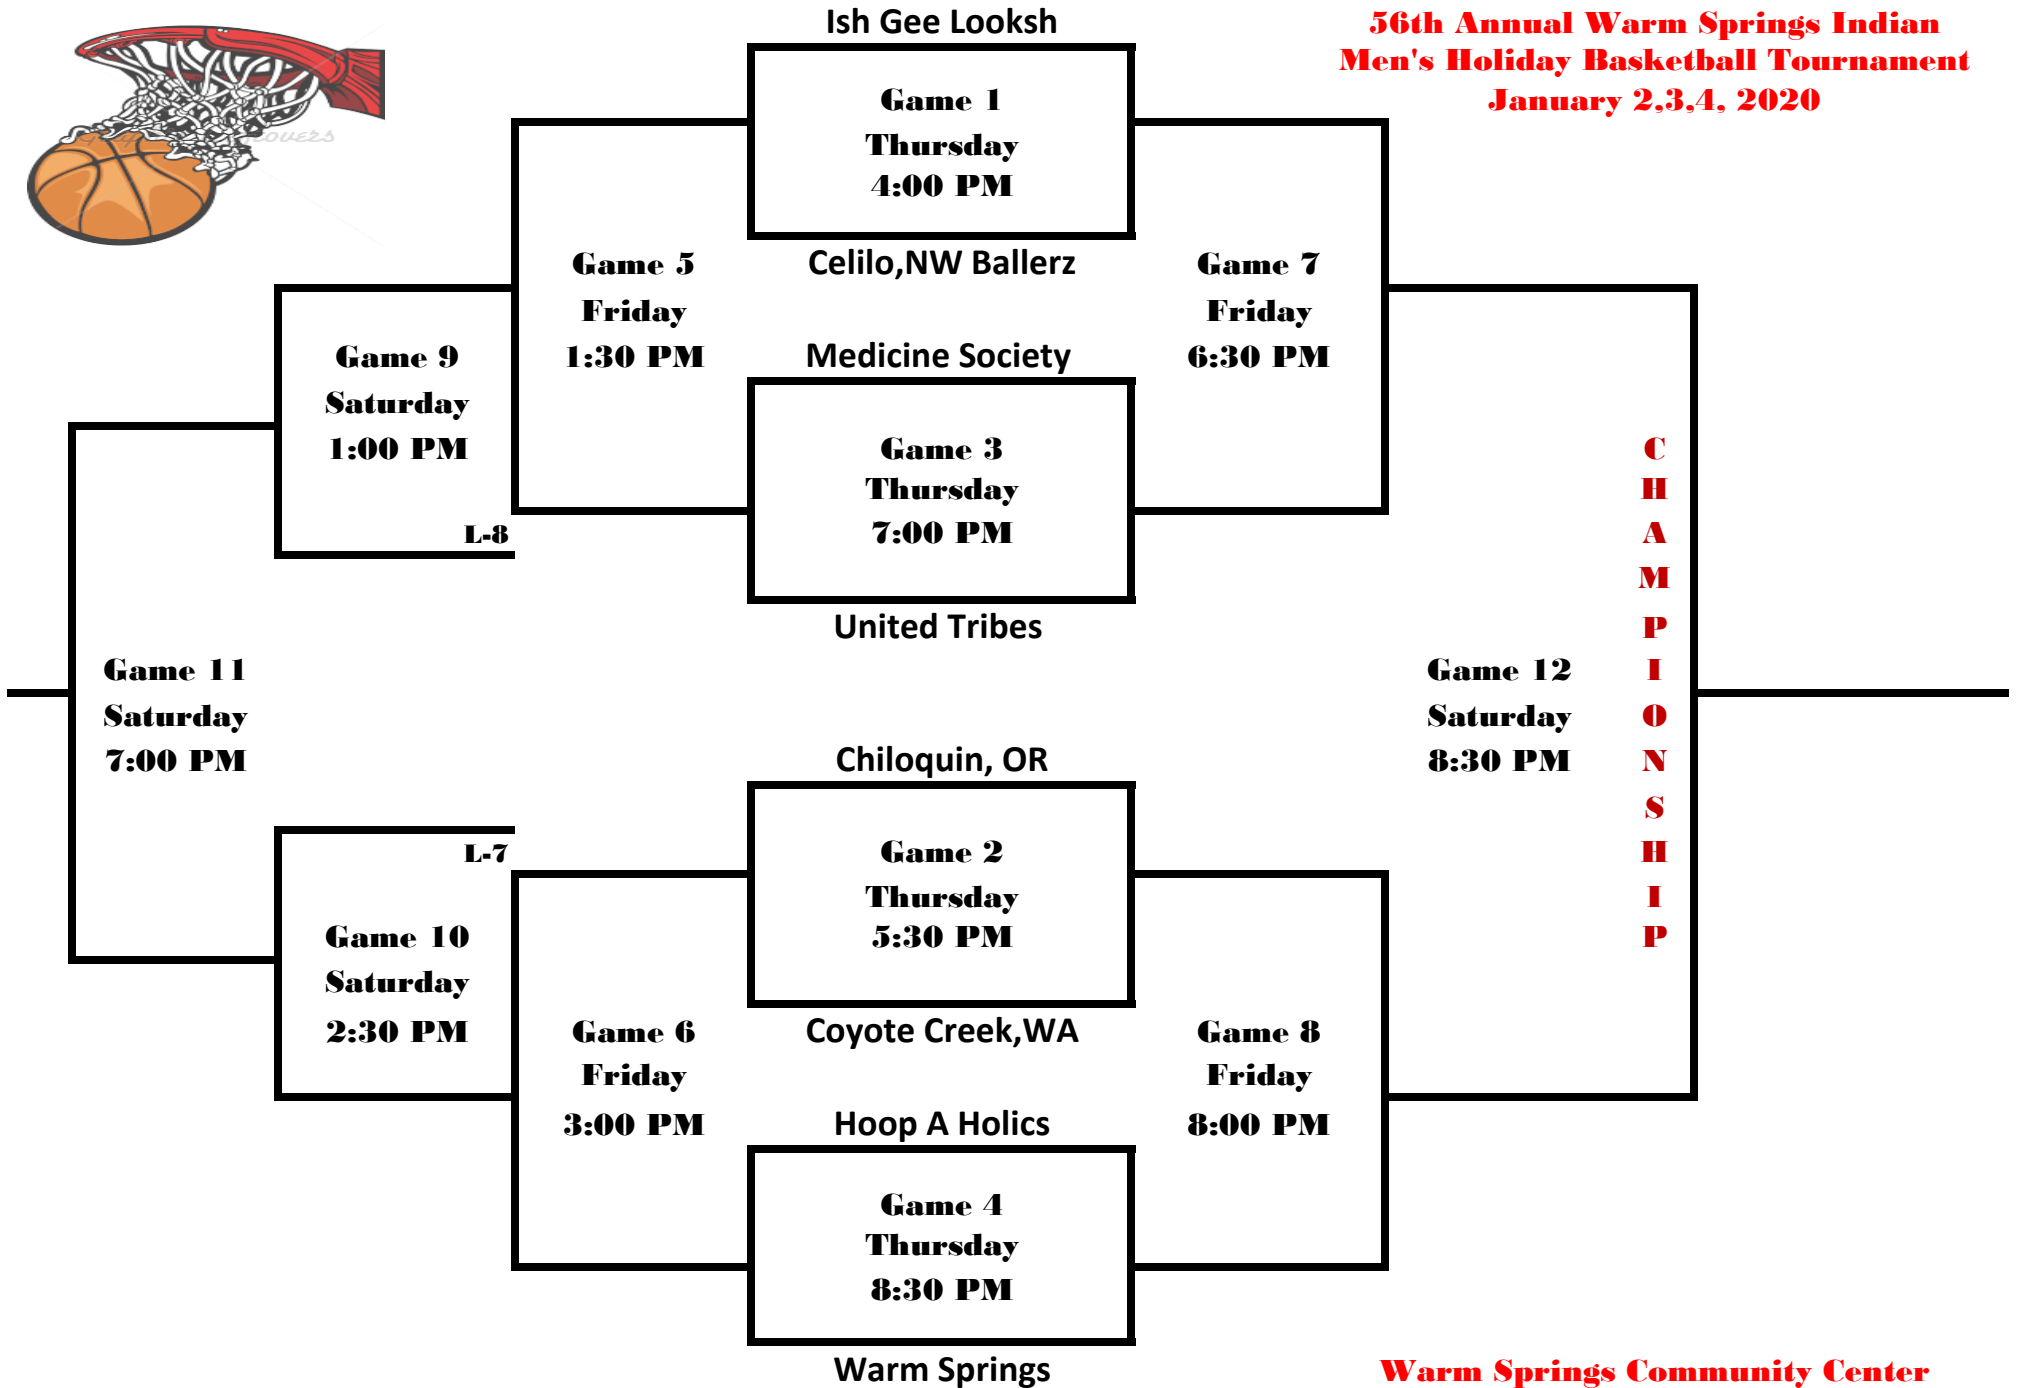 Ish Gee Looksh
56th Annual Warm Springs Indian
Men's Holiday Basketball Tournament
January 2,3,4, 2020
Game 1
Thursday
4:00 PM
Celilo,NW Ballerz
Game 5
Friday
1:30 PM
Game 7
Friday
6:30 PM
Medicine Society
Game 9
Saturday
1:00 PM
Game 3
Thursday
7:00 PM
L-8
United Tribes
Game 11
Saturday
7:00 PM
Game 12
Saturday
8:30 PM
C
H
A
M
P
I
O
N
S
H
I
P
Chiloquin, OR
L-7
Game 2
Thursday
5:30 PM
Game 10
Saturday
2:30 PM
Coyote Creek,WA
Game 6
Friday
3:00 PM
Game 8
Friday
8:00 PM
Hoop A Holics
Game 4
Thursday
8:30 PM
Warm Springs
Warm Springs Community Center